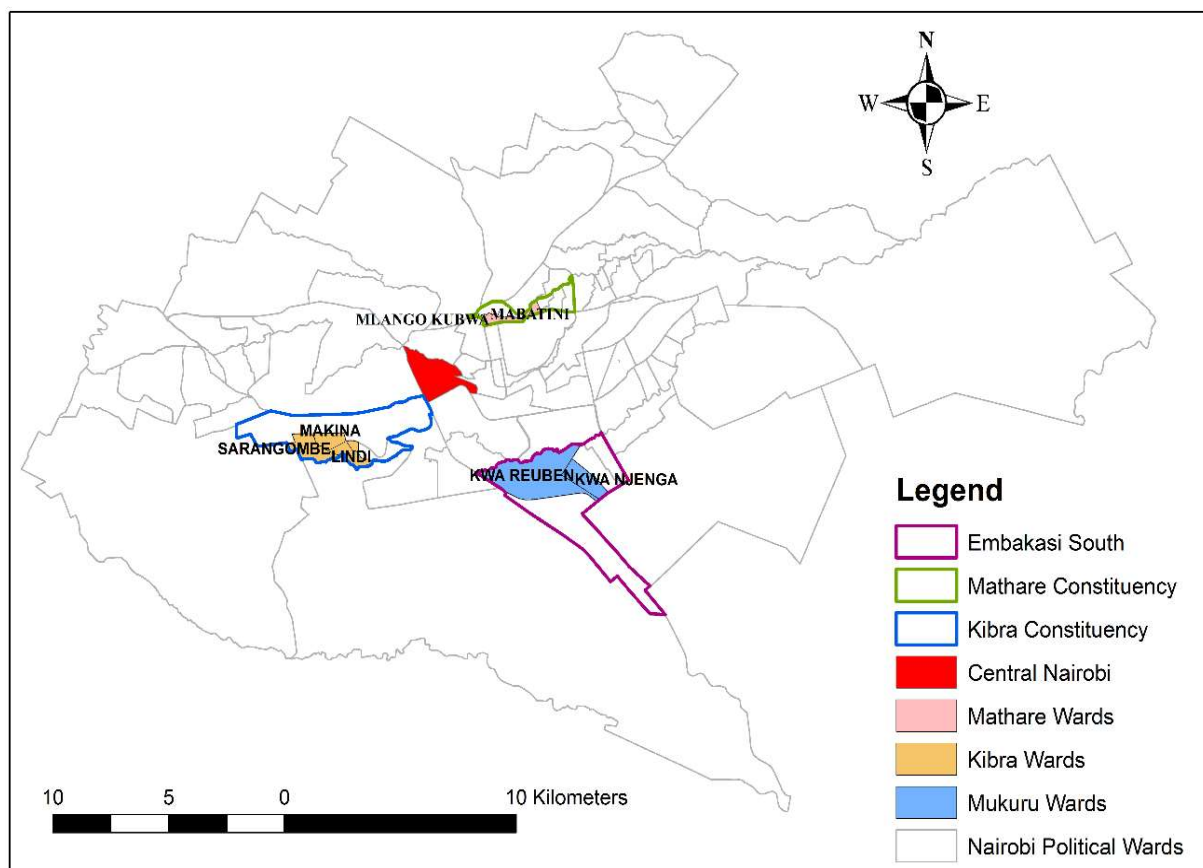 N
W E
S
MLANGO KUBWA MABATINI
MAKINA
SARANGOMBE
LINDI
KWA REUBEN KWA NJENGA
Legend
Embakasi South
Mathare Constituency
Kibra Constituency
Central Nairobi
Mathare Wards
Kibra Wards
Mukuru Wards
Nairobi Political Wards
10 5 0 10 Kilometers